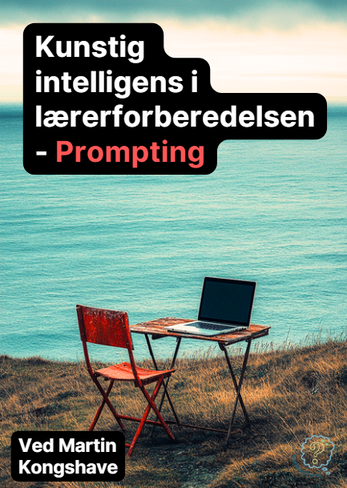 Kunstig
intelligens i
lærerforberedelsen
- Prompting
Ved Martin
Kongshave